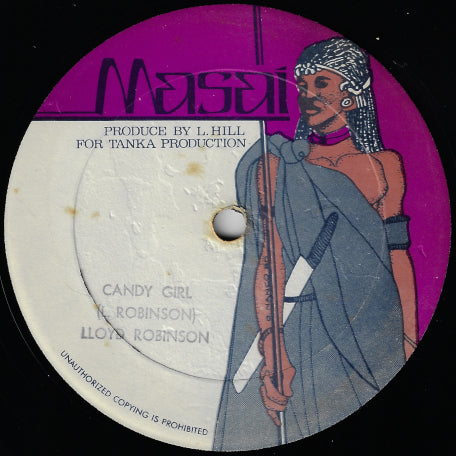 Masai
PRODUCE BY L. HILL
FOR TANKA PRODUCTION
CANDY GIRL
(L ROBINSON)
LLOYD ROBINSON
UNAUTHORIZED COPYING IS PROHIBITED